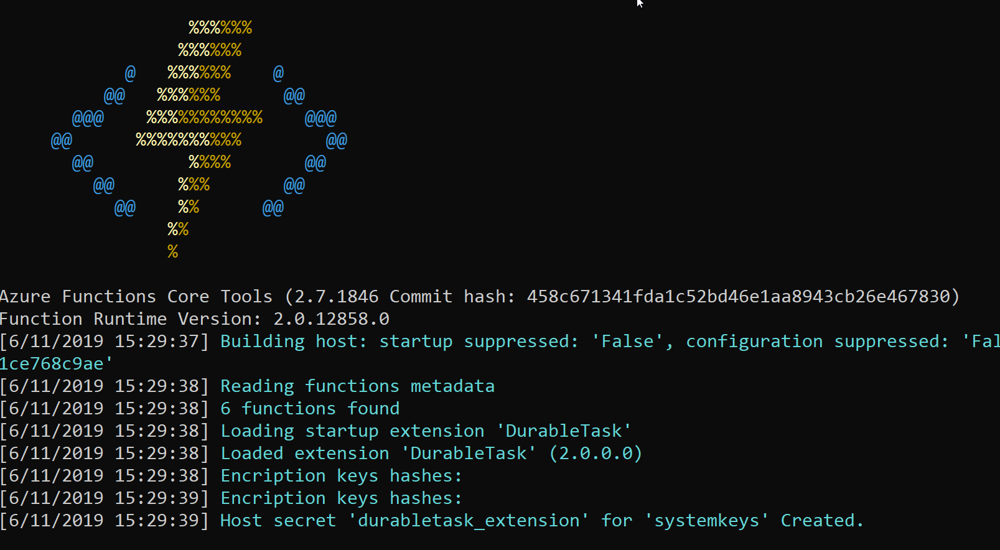 %%%%%%
%%%%%%
@ %%%%%% @
@@ %%%%%% @@
@@@ %%%%%%%%%%% @@@
@@ %%%%%%%%%% @@
@@ %%%% @@
@@ %%% @@
@@ %% @@
%%
%
Azure Functions Core Tools (2.7.1846 Commit hash: 458c671341fda1c52bd46e1aa8943cb26e467830)
Function Runtime Version: 2.0.12858.0
[6/11/2019 15:29:37] Building host: startup suppressed: 'False', configuration suppressed: 'Fal
1ce768c9ae'
[6/11/2019 15:29:38] Reading functions metadata
[6/11/2019 15:29:38] 6 functions found
[6/11/2019 15:29:38] Loading startup extension 'DurableTask'
[6/11/2019 15:29:38] Loaded extension 'DurableTask' (2.0.0.0)
[6/11/2019 15:29:38] Encription keys hashes:
[6/11/2019 15:29:39] Encription keys hashes:
[6/11/2019 15:29:39] Host secret 'durabletask_extension' for 'systemkeys' Created.